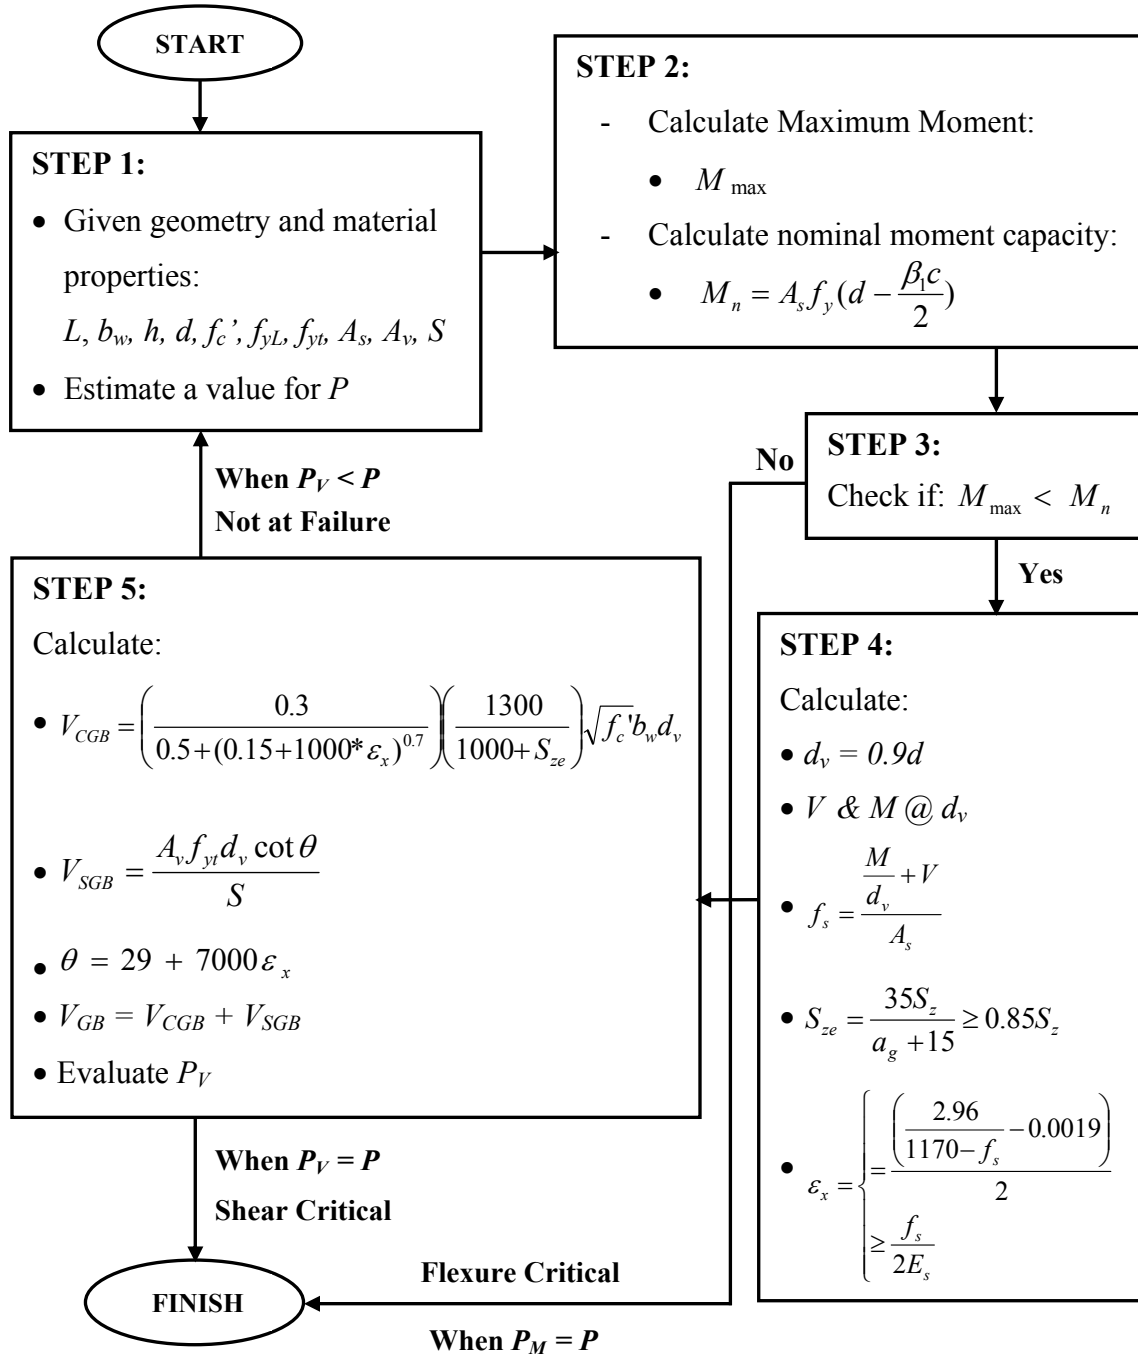 START
STEP 1:
• Given geometry and material
properties:
L, b_w, h, d, f_c’, f_yL, f_yt, A_s, A_v, S
• Estimate a value for P
STEP 2:
- Calculate Maximum Moment:
• M_max
- Calculate nominal moment capacity:
• M_n = A_s f_y (d − β_1 c / 2)
STEP 3:
Check if: M_max < M_n
No
Yes
STEP 4:
Calculate:
• d_v = 0.9d
• V & M @ d_v
• f_s = (M / d_v + V) / A_s
• S_ze = 35S_z / (a_g + 15) ≥ 0.85S_z
• ε_x = { = (2.96 / (1170 − f_s) − 0.0019) / 2
≥ f_s / 2E_s
When P_V < P
Not at Failure
STEP 5:
Calculate:
• V_CGB = (0.3 / (0.5 + (0.15 + 1000* ε_x)^0.7)) (1300 / (1000 + S_ze)) √f_c' b_w d_v
• V_SGB = A_v f_yt d_v cot θ / S
• θ = 29 + 7000ε_x
• V_GB = V_CGB + V_SGB
• Evaluate P_V
When P_V = P
Shear Critical
Flexure Critical
When P_M = P
FINISH